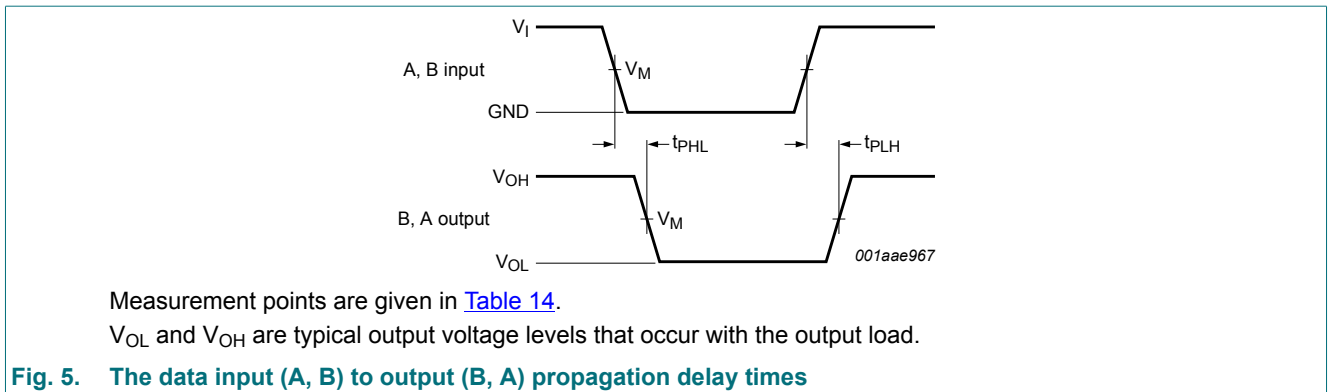 V_I
A, B input
V_M
GND
t_PHL
t_PLH
V_OH
B, A output
V_M
V_OL
001aae967
Measurement points are given in Table 14.
V_OL and V_OH are typical output voltage levels that occur with the output load.
Fig. 5. The data input (A, B) to output (B, A) propagation delay times